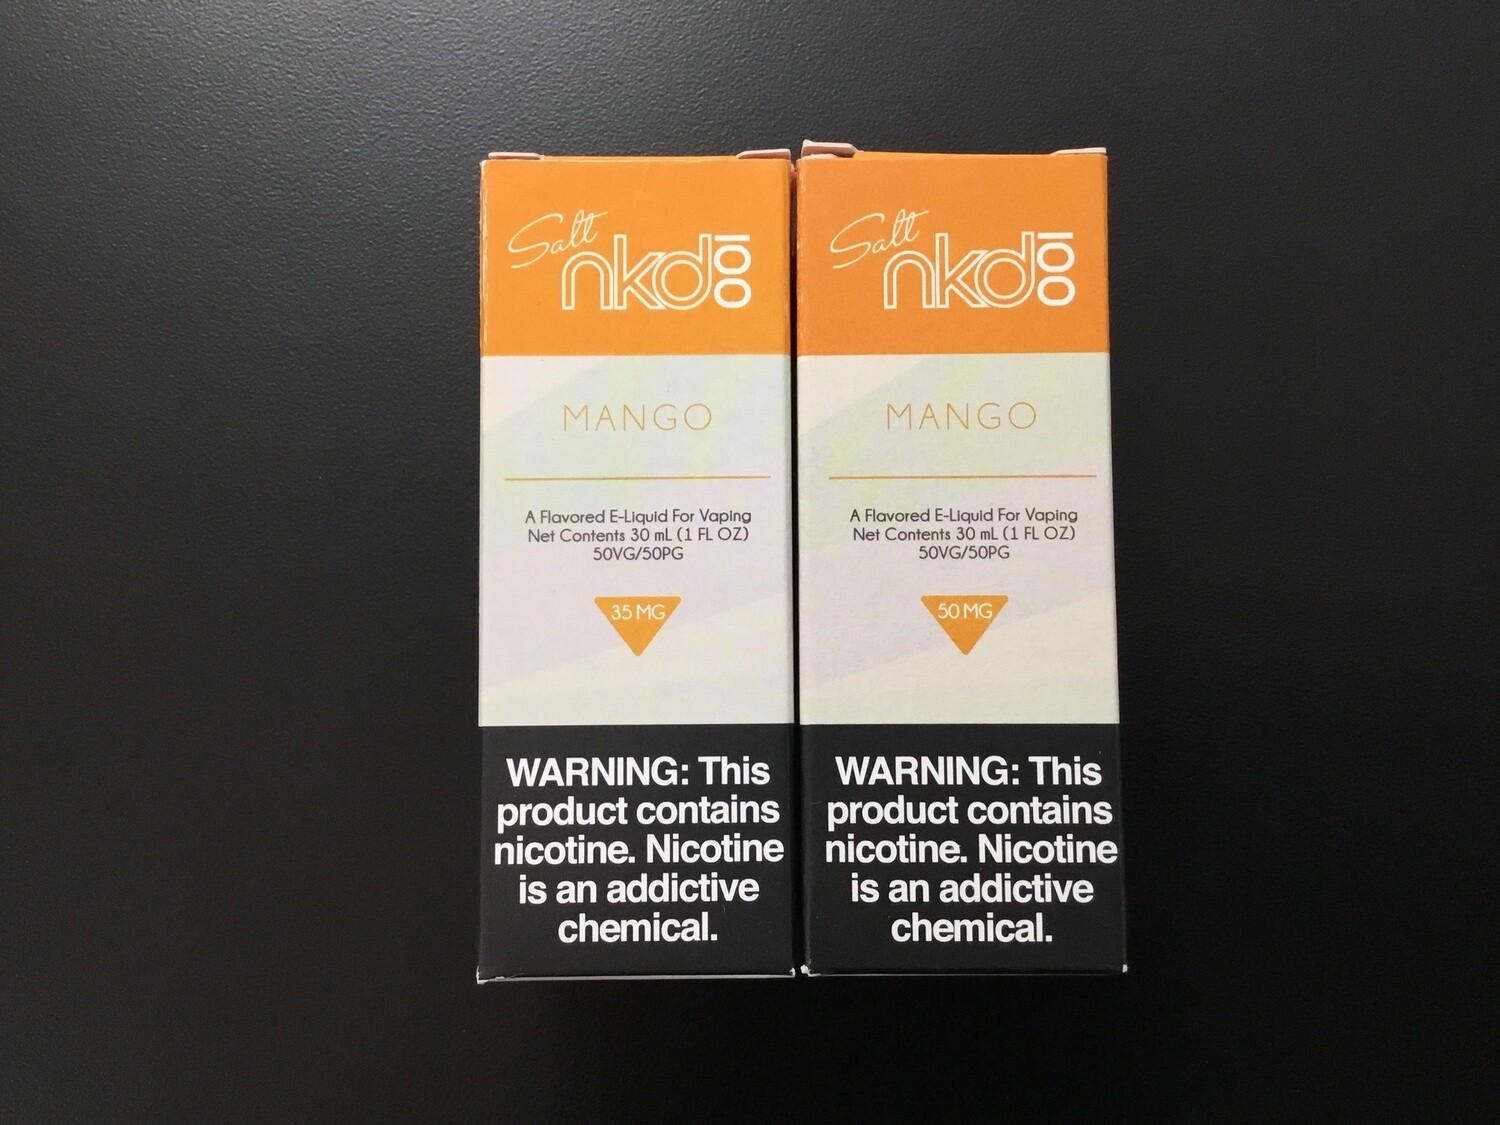 Salt
nkd 100
MANGO
A Flavored E-Liquid For Vaping
Net Contents 30 mL (1 FL OZ)
50VG/50PG
35 MG
WARNING: This
product contains
nicotine. Nicotine
is an addictive
chemical.
Salt
nkd 100
MANGO
A Flavored E-Liquid For Vaping
Net Contents 30 mL (1 FL OZ)
50VG/50PG
50 MG
WARNING: This
product contains
nicotine. Nicotine
is an addictive
chemical.